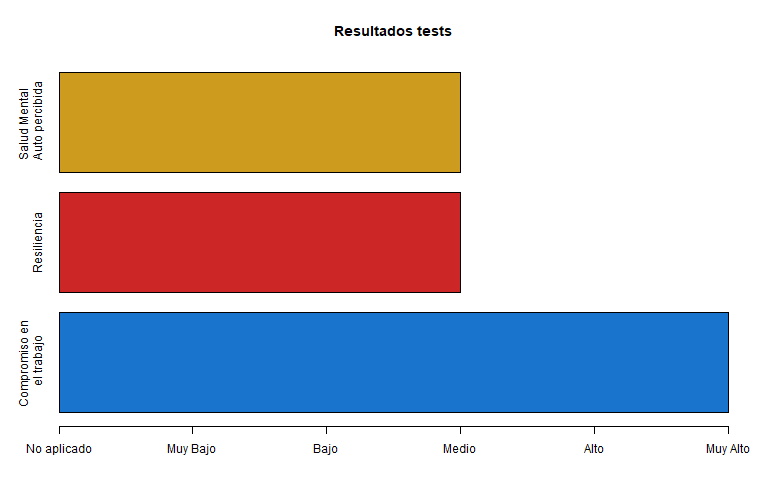 Resultados tests
Salud Mental
Auto percibida
Resiliencia
Compromiso en
el trabajo
No aplicado
Muy Bajo
Bajo
Medio
Alto
Muy Alto